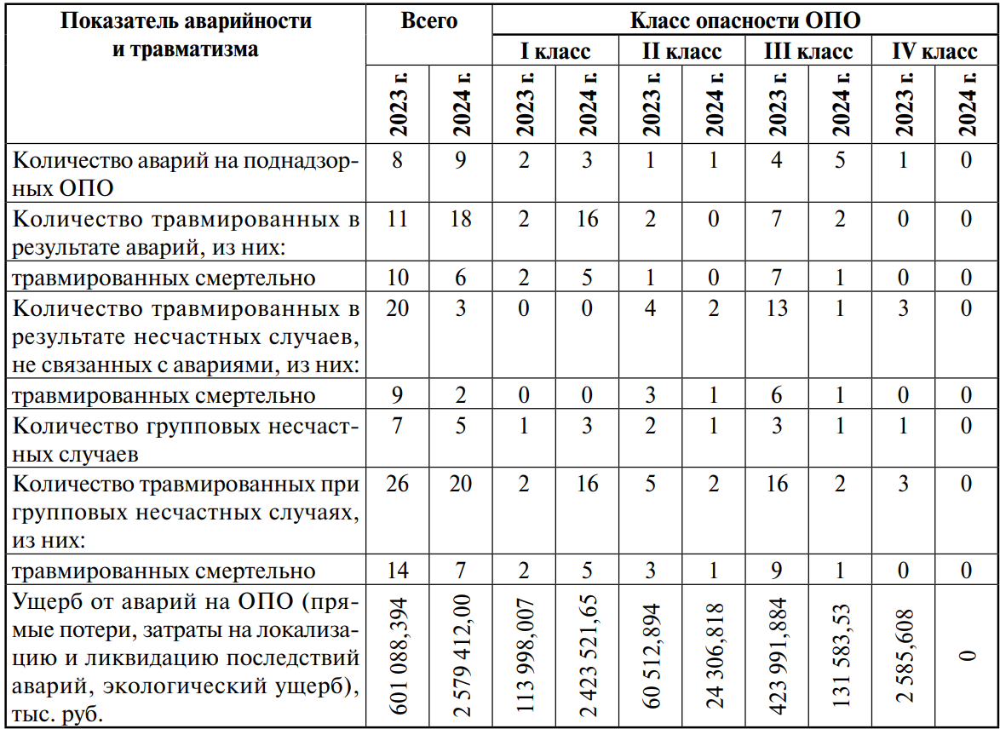 Показатель аварийности Всего Класс опасности ОПО
и травматизма
I класс II класс III класс IV класс
2023 г. 2024 г. 2023 г. 2024 г. 2023 г. 2024 г. 2023 г. 2024 г. 2023 г. 2024 г.
Количество аварий на поднадзор- 8 9 2 3 1 1 4 5 1 0
ных ОПО
Количество травмированных в 11 18 2 16 2 0 7 2 0 0
результате аварий, из них:
травмированных смертельно 10 6 2 5 1 0 7 1 0 0
Количество травмированных в 20 3 0 0 4 2 13 1 3 0
результате несчастных случаев,
не связанных с авариями, из них:
травмированных смертельно 9 2 0 0 3 1 6 1 0 0
Количество групповых несчаст- 7 5 1 3 2 1 3 1 1 0
ных случаев
Количество травмированных при 26 20 2 16 5 2 16 2 3 0
групповых несчастных случаях,
из них:
травмированных смертельно 14 7 2 5 3 1 9 1 0 0
Ущерб от аварий на ОПО (пря- 601 088,394 2 579 412,00 113 998,007 2 423 521,65 60 512,894 24 306,818 423 991,884 131 583,53 2 585,608 0
мые потери, затраты на локализа-
цию и ликвидацию последствий
аварий, экологический ущерб),
тыс. руб.